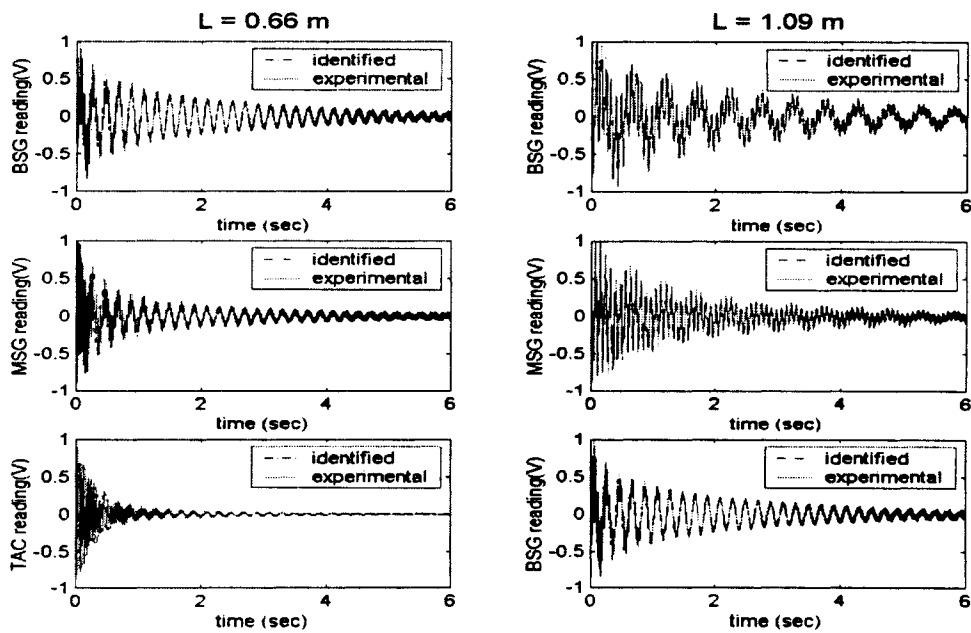 L = 0.66 m
1
0.5
0
-0.5
-1
BSG reading(V)
identified
experimental
0 2 4 6
time (sec)
L = 1.09 m
1
0.5
0
-0.5
-1
BSG reading(V)
identified
experimental
0 2 4 6
time (sec)
1
0.5
0
-0.5
-1
MSG reading(V)
identified
experimental
0 2 4 6
time (sec)
1
0.5
0
-0.5
-1
MSG reading(V)
identified
experimental
0 2 4 6
time (sec)
1
0.5
0
-0.5
-1
TAC reading(V)
identified
experimental
0 2 4 6
time (sec)
1
0.5
0
-0.5
-1
BSG reading(V)
identified
experimental
0 2 4 6
time (sec)